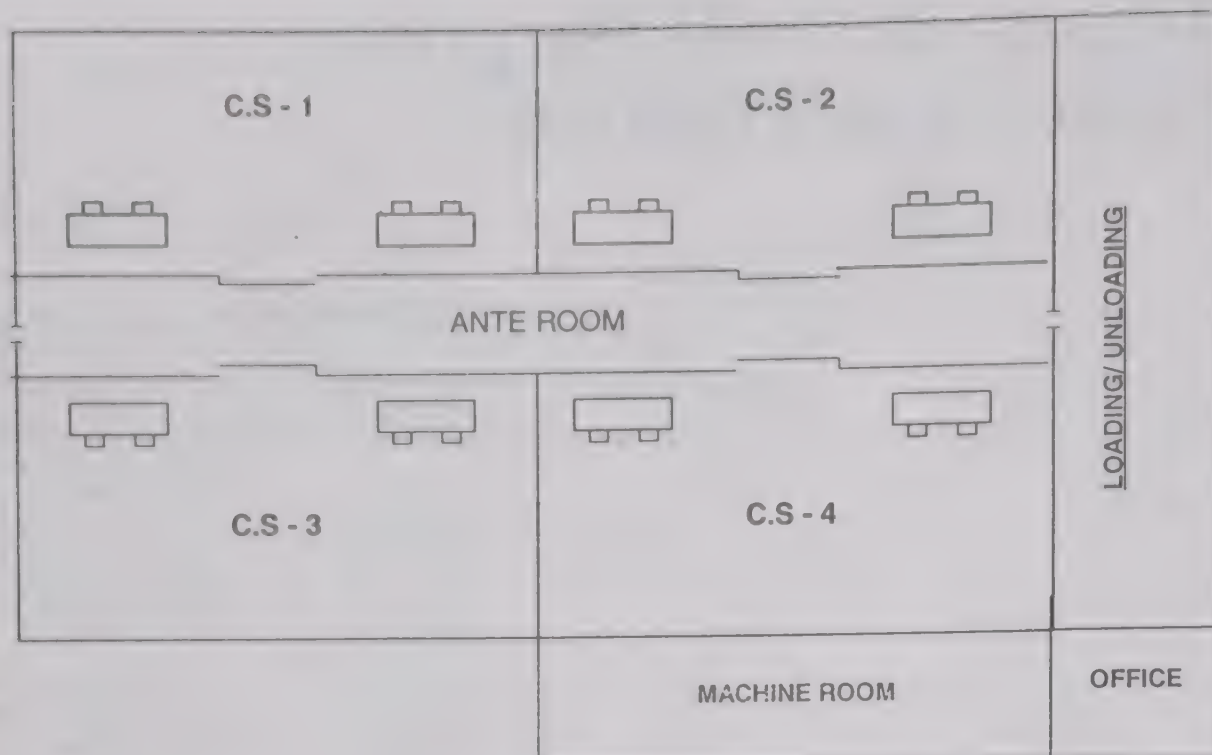 C.S - 1
C.S - 2
ANTE ROOM
LOADING/ UNLOADING
C.S - 3
C.S - 4
MACHINE ROOM
OFFICE